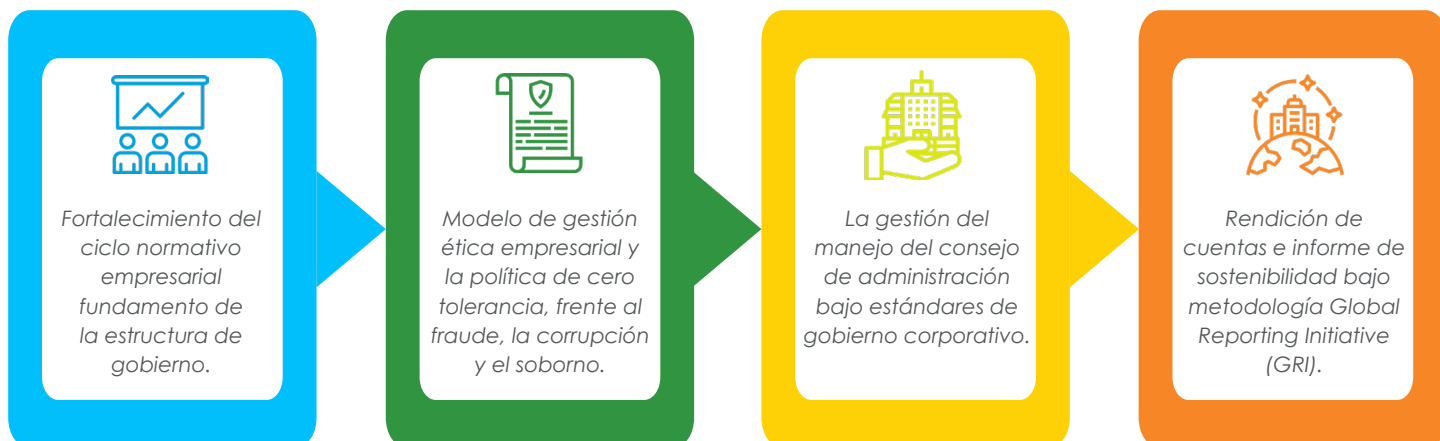 Fortalecimiento del
ciclo normativo
empresarial
fundamento de
la estructura de
gobierno.
Modelo de gestión
ética empresarial y
la política de cero
tolerancia, frente al
fraude, la corrupción
y el soborno.
La gestión del
manejo del consejo
de administración
bajo estándares de
gobierno corporativo.
Rendición de
cuentas e informe de
sostenibilidad bajo
metodología Global
Reporting Initiative
(GRI).